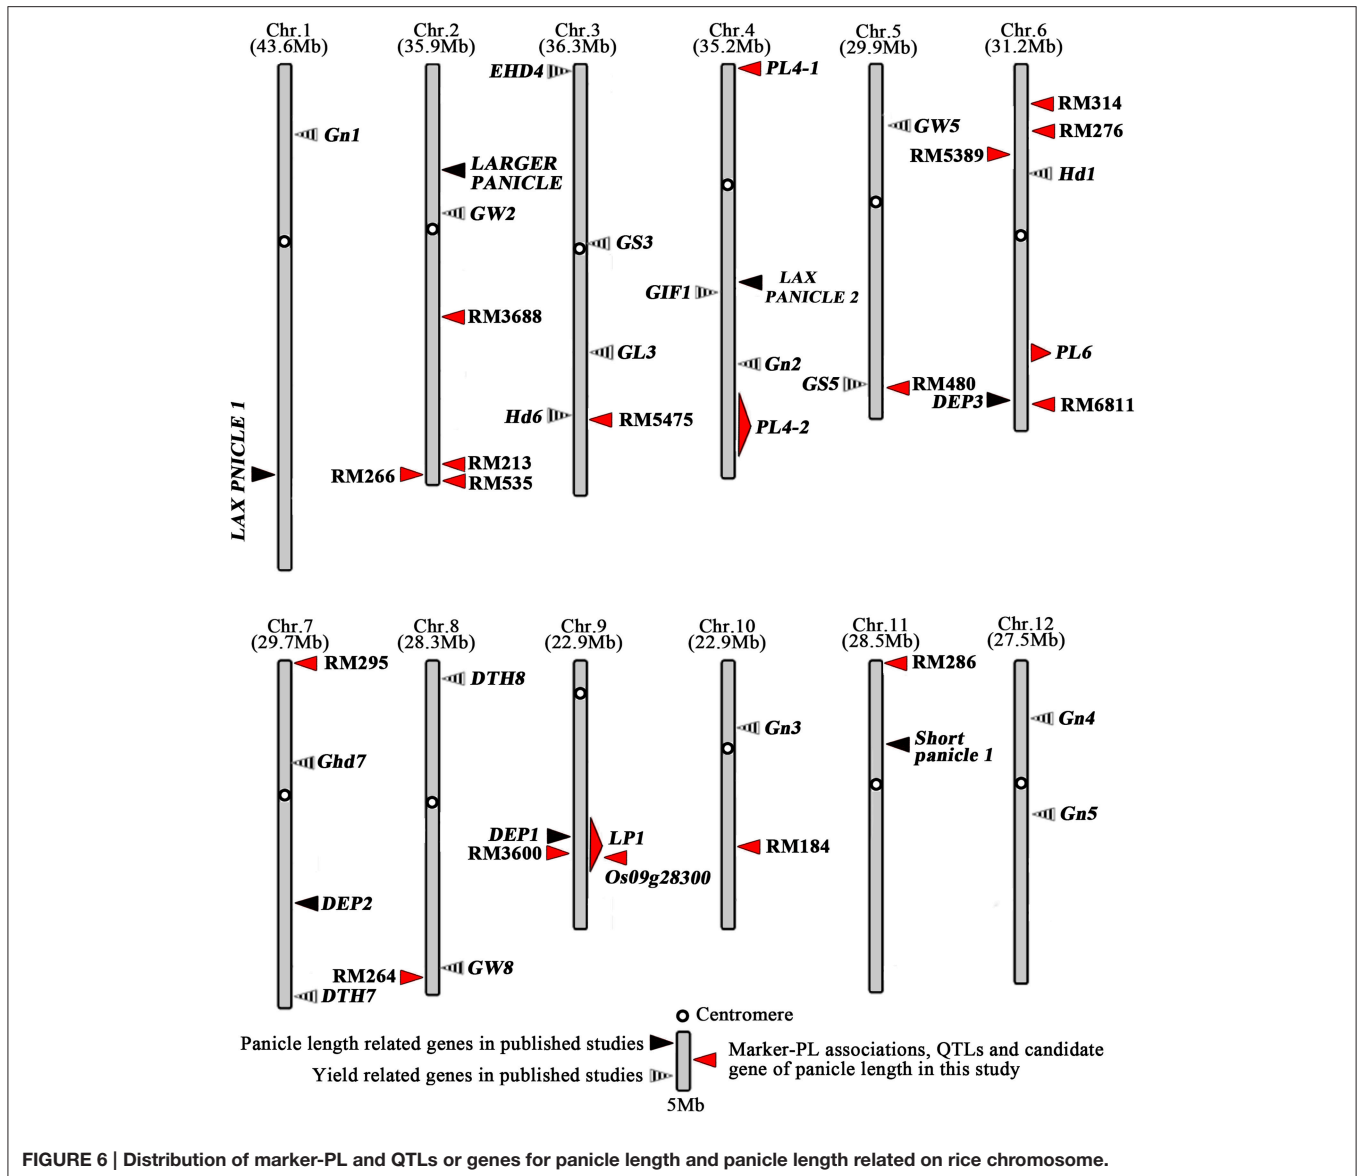 Chr.1
(43.6Mb)
Gn1
LAX PNICLE 1
Chr.2
(35.9Mb)
LARGER
PANICLE
GW2
RM3688
RM213
RM266
RM535
Chr.3
(36.3Mb)
EHD4
GS3
GL3
Hd6
RM5475
Chr.4
(35.2Mb)
PL4-1
LAX
PANICLE 2
GIF1
Gn2
PL4-2
Chr.5
(29.9Mb)
GW5
GS5
RM480
Chr.6
(31.2Mb)
RM314
RM276
RM5389
Hd1
PL6
DEP3
RM6811
Chr.7
(29.7Mb)
RM295
Ghd7
DEP2
DTH7
Chr.8
(28.3Mb)
DTH8
GW8
RM264
Chr.9
(22.9Mb)
DEP1
LP1
RM3600
Os09g28300
Chr.10
(22.9Mb)
Gn3
RM184
Chr.11
(28.5Mb)
RM286
Short
panicle 1
Chr.12
(27.5Mb)
Gn4
Gn5
Centromere
Panicle length related genes in published studies
Yield related genes in published studies
Marker-PL associations, QTLs and candidate
gene of panicle length in this study
5Mb
FIGURE 6 | Distribution of marker-PL and QTLs or genes for panicle length and panicle length related on rice chromosome.